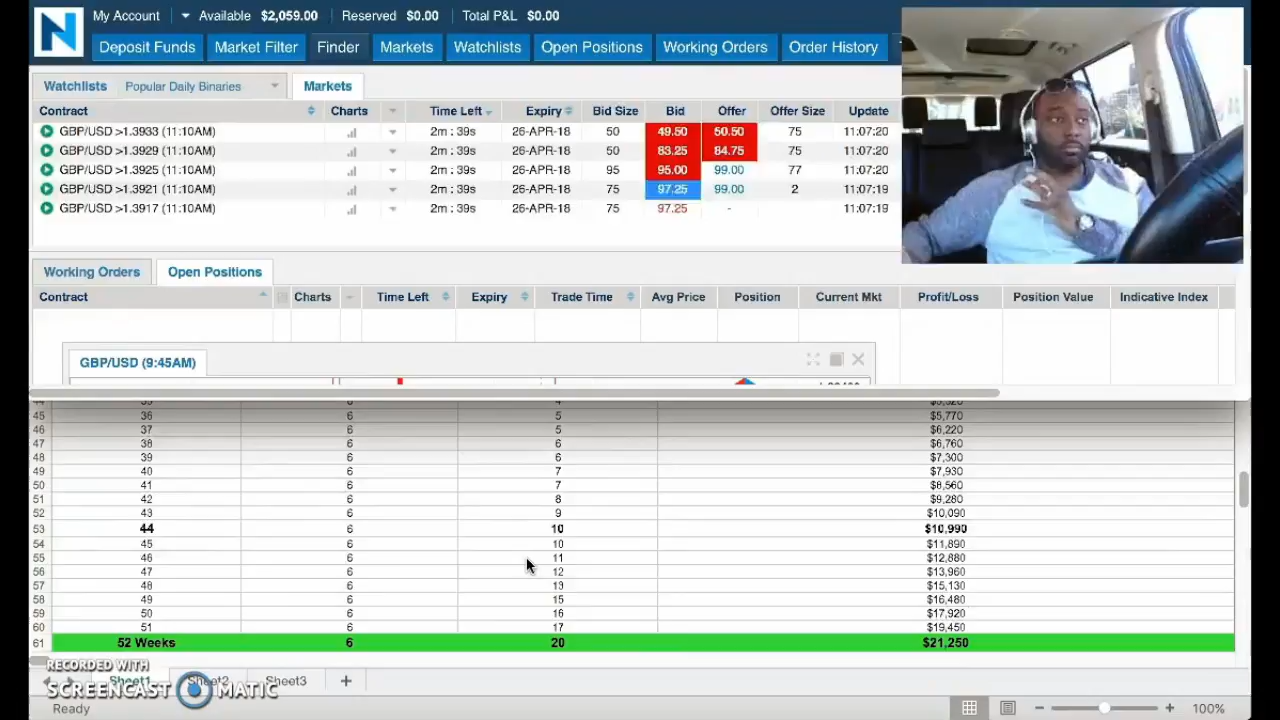 My Account Available $2,059.00 Reserved $0.00 Total P&L $0.00
N
Deposit Funds Market Filter Finder Markets Watchlists Open Positions Working Orders Order History
Watchlists Popular Daily Binaries Markets
Contract Charts Time Left Expiry Bid Size Bid Offer Offer Size Update
GBP/USD >1.3933 (11:10AM) 2m : 39s 26-APR-18 50 49.50 50.50 75 11:07:20
GBP/USD >1.3929 (11:10AM) 2m : 39s 26-APR-18 50 83.25 84.75 75 11:07:20
GBP/USD >1.3925 (11:10AM) 2m : 39s 26-APR-18 95 95.00 99.00 77 11:07:20
GBP/USD >1.3921 (11:10AM) 2m : 39s 26-APR-18 75 97.25 99.00 2 11:07:19
GBP/USD >1.3917 (11:10AM) 2m : 39s 26-APR-18 75 97.25 - 11:07:19
Working Orders Open Positions
Contract Charts Time Left Expiry Trade Time Avg Price Position Current Mkt Profit/Loss Position Value Indicative Index
GBP/USD (9:45AM)
45 36 6 5 $5,770
46 37 6 5 $6,220
47 38 6 6 $6,760
48 39 6 6 $7,300
49 40 6 7 $7,930
50 41 6 7 $8,560
51 42 6 8 $9,280
52 43 6 9 $10,090
53 44 6 10 $10,990
54 45 6 10 $11,890
55 46 6 11 $12,880
56 47 6 12 $13,960
57 48 6 13 $15,130
58 49 6 15 $16,480
59 50 6 16 $17,920
60 51 6 17 $19,450
61 52 Weeks 6 20 $21,250
RECORDED WITH
SCREENCAST MATIC
Sheet1 Sheet2 Sheet3 +
Ready 100%